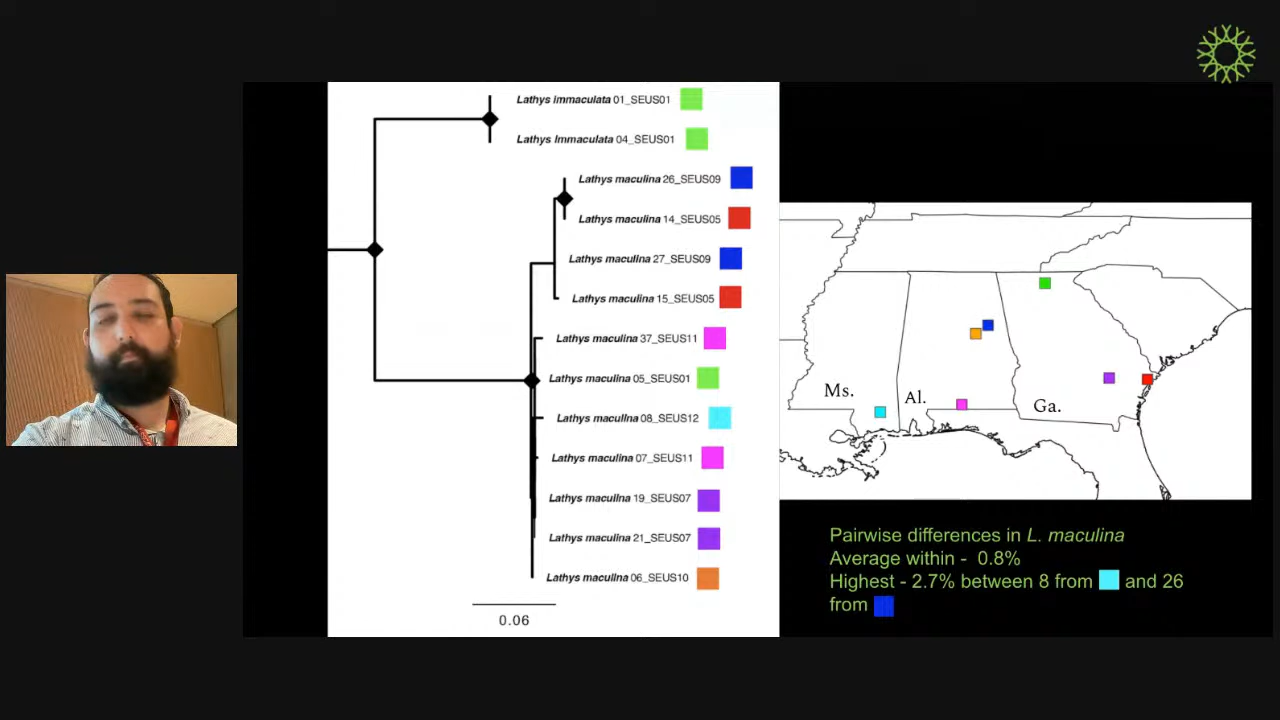 Lathys immaculata 01_SEUS01
Lathys Immaculata 04_SEUS01
Lathys maculina 26_SEUS09
Lathys maculina 14_SEUS05
Lathys maculina 27_SEUS09
Lathys maculina 15_SEUS05
Lathys maculina 37_SEUS11
Lathys maculina 05_SEUS01
Lathys maculina 08_SEUS12
Lathys maculina 07_SEUS11
Lathys maculina 19_SEUS07
Lathys maculina 21_SEUS07
Lathys maculina 06_SEUS10
0.06
Ms.
Al.
Ga.
Pairwise differences in L. maculina
Average within - 0.8%
Highest - 2.7% between 8 from and 26
from